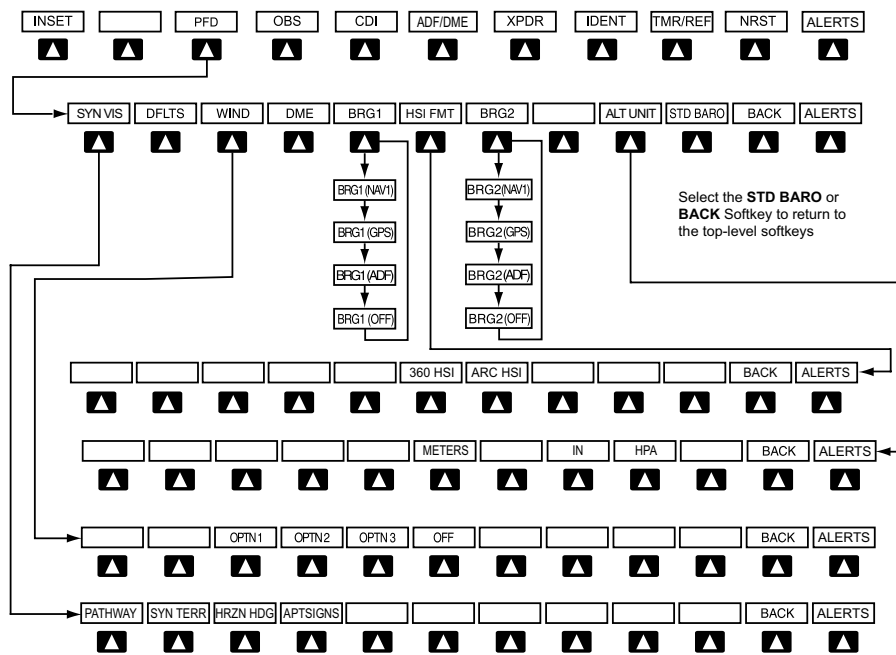 INSET PFD OBS CDI ADF/DME XPDR IDENT TMR/REF NRST ALERTS
SYN VIS DFLTS WIND DME BRG1 HSI FMT BRG2 ALT UNIT STD BARO BACK ALERTS
BRG1(NAV1) BRG2(NAV1)
BRG1(GPS) BRG2(GPS)
BRG1(ADF) BRG2(ADF)
BRG1(OFF) BRG2(OFF)
Select the STD BARO or
BACK Softkey to return to
the top-level softkeys
360 HSI ARC HSI BACK ALERTS
METERS IN HPA BACK ALERTS
OPTN1 OPTN2 OPTN3 OFF BACK ALERTS
PATHWAY SYN TERR HRZN HDG APTSIGNS BACK ALERTS